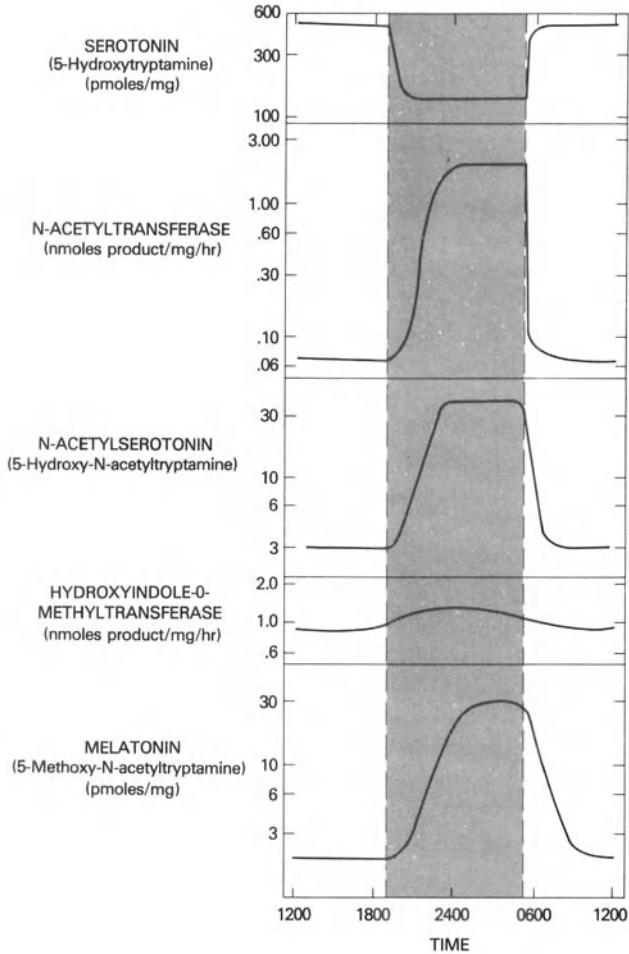 SEROTONIN
(5-Hydroxytryptamine)
(pmoles/mg)
600
300
100
N-ACETYLTRANSFERASE
(nmoles product/mg/hr)
3.00
1.00
.60
.30
.10
.06
N-ACETYLSEROTONIN
(5-Hydroxy-N-acetyltryptamine)
30
10
6
3
HYDROXYINDOLE-0-
METHYLTRANSFERASE
(nmoles product/mg/hr)
2.0
1.0
.6
MELATONIN
(5-Methoxy-N-acetyltryptamine)
(pmoles/mg)
30
10
6
3
1200 1800 2400 0600 1200
TIME